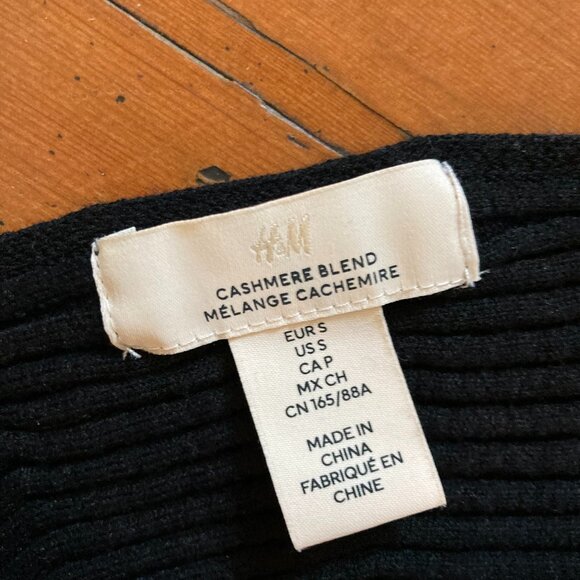 H&M
CASHMERE BLEND
MÉLANGE CACHEMIRE
EUR S
US S
CA P
MX CH
CN 165/88A
MADE IN
CHINA
FABRIQUÉ EN
CHINE